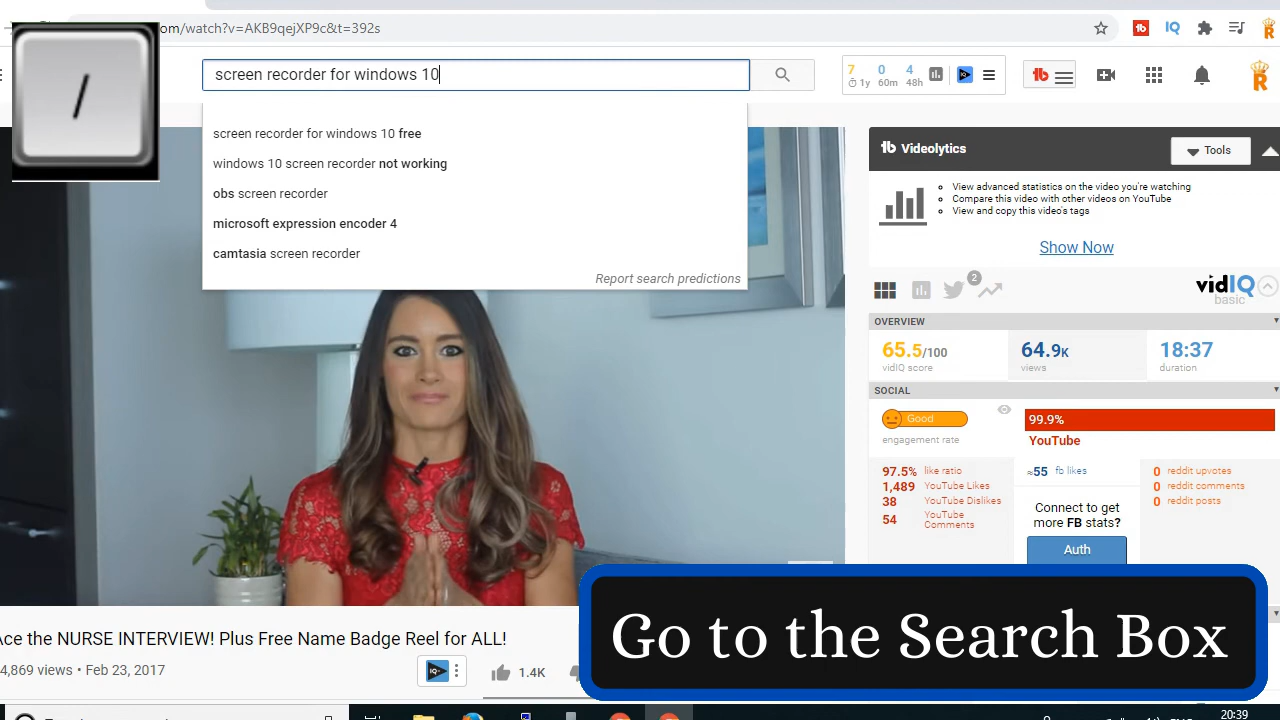 /
om/watch?v=AKB9qejXP9c&t=392s
screen recorder for windows 10
7 0 4
1y 60m 48h
screen recorder for windows 10 free
windows 10 screen recorder not working
obs screen recorder
microsoft expression encoder 4
camtasia screen recorder
Report search predictions
Videolytics
Tools
View advanced statistics on the video you're watching
Compare this video with other videos on YouTube
View and copy this video's tags
Show Now
2
vidIQ
basic
OVERVIEW
65.5/100 64.9K 18:37
vidIQ score views duration
SOCIAL
Good
engagement rate
99.9%
YouTube
97.5% like ratio
1,489 YouTube Likes
38 YouTube Dislikes
54 YouTube Comments
≈55 fb likes
Connect to get
more FB stats?
Auth
0 reddit upvotes
0 reddit comments
0 reddit posts
Go to the Search Box
Ace the NURSE INTERVIEW! Plus Free Name Badge Reel for ALL!
4,869 views • Feb 23, 2017
1.4K
20:39